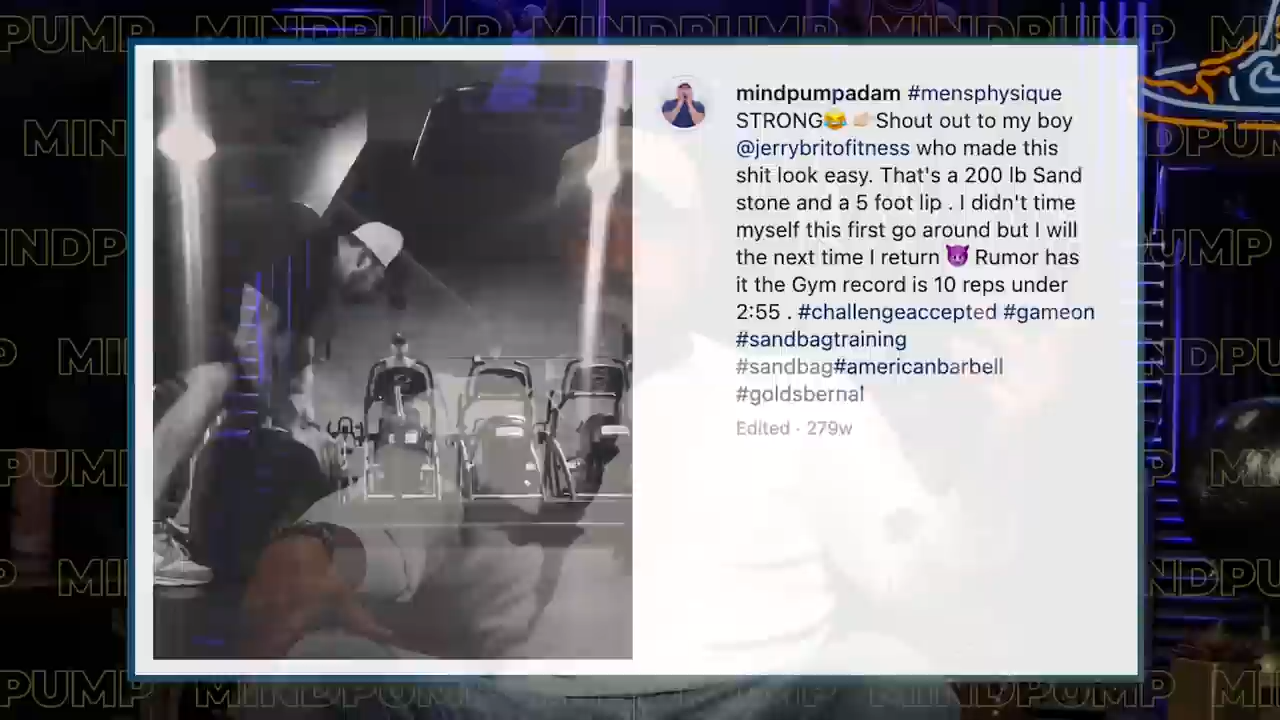 MINDPUMP
mindpumpadam #mensphysique
STRONG😂👉🏼 Shout out to my boy
@jerrybritofitness who made this
shit look easy. That's a 200 lb Sand
stone and a 5 foot lip . I didn't time
myself this first go around but I will
the next time I return 😈 Rumor has
it the Gym record is 10 reps under
2:55 . #challengeaccepted #gameon
#sandbagtraining
#sandbag#americanbarbell
#goldsbernal
Edited · 279w
MINDPUMP